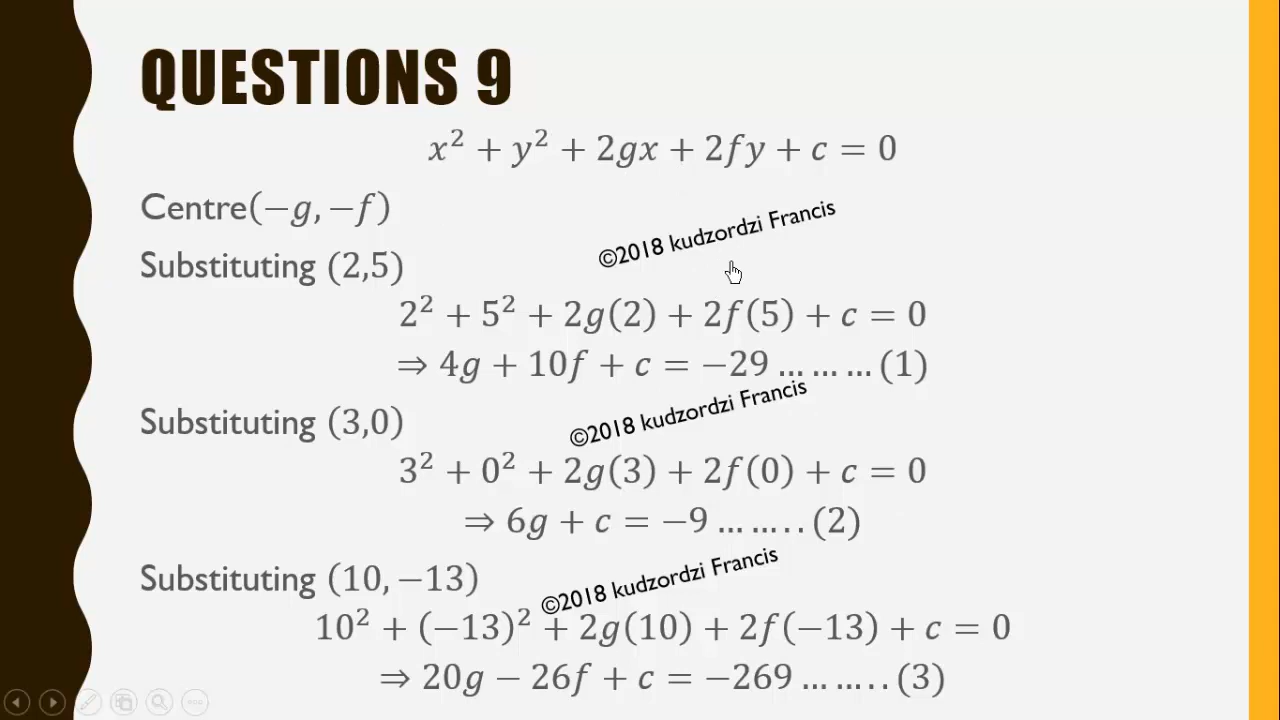 QUESTIONS 9
x² + y² + 2gx + 2fy + c = 0
Centre(−g, −f)
©2018 kudzordzi Francis
Substituting (2,5)
2² + 5² + 2g(2) + 2f(5) + c = 0
⇒ 4g + 10f + c = −29 ... ... ... (1)
©2018 kudzordzi Francis
Substituting (3,0)
3² + 0² + 2g(3) + 2f(0) + c = 0
⇒ 6g + c = −9 ... ... . . (2)
©2018 kudzordzi Francis
Substituting (10, −13)
10² + (−13)² + 2g(10) + 2f(−13) + c = 0
⇒ 20g − 26f + c = −269 ... ... . . (3)